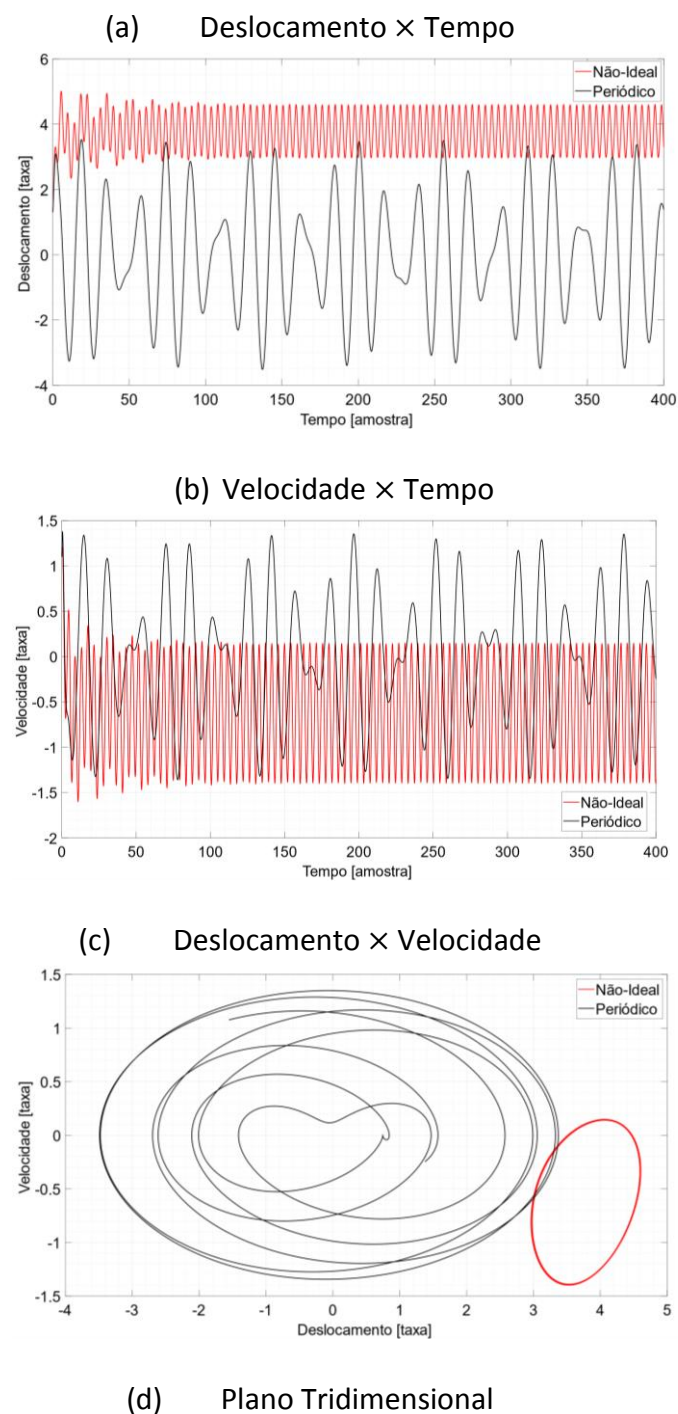 (a) Deslocamento × Tempo
6
4
2
0
-2
-4
Deslocamento [taxa]
Não-Ideal
Periódico
0 50 100 150 200 250 300 350 400
Tempo [amostra]
(b) Velocidade × Tempo
1.5
1
0.5
0
-0.5
-1
-1.5
-2
Velocidade [taxa]
Não-Ideal
Periódico
0 50 100 150 200 250 300 350 400
Tempo [amostra]
(c) Deslocamento × Velocidade
1.5
1
0.5
0
-0.5
-1
-1.5
Velocidade [taxa]
Não-Ideal
Periódico
-4 -3 -2 -1 0 1 2 3 4 5
Deslocamento [taxa]
(d) Plano Tridimensional